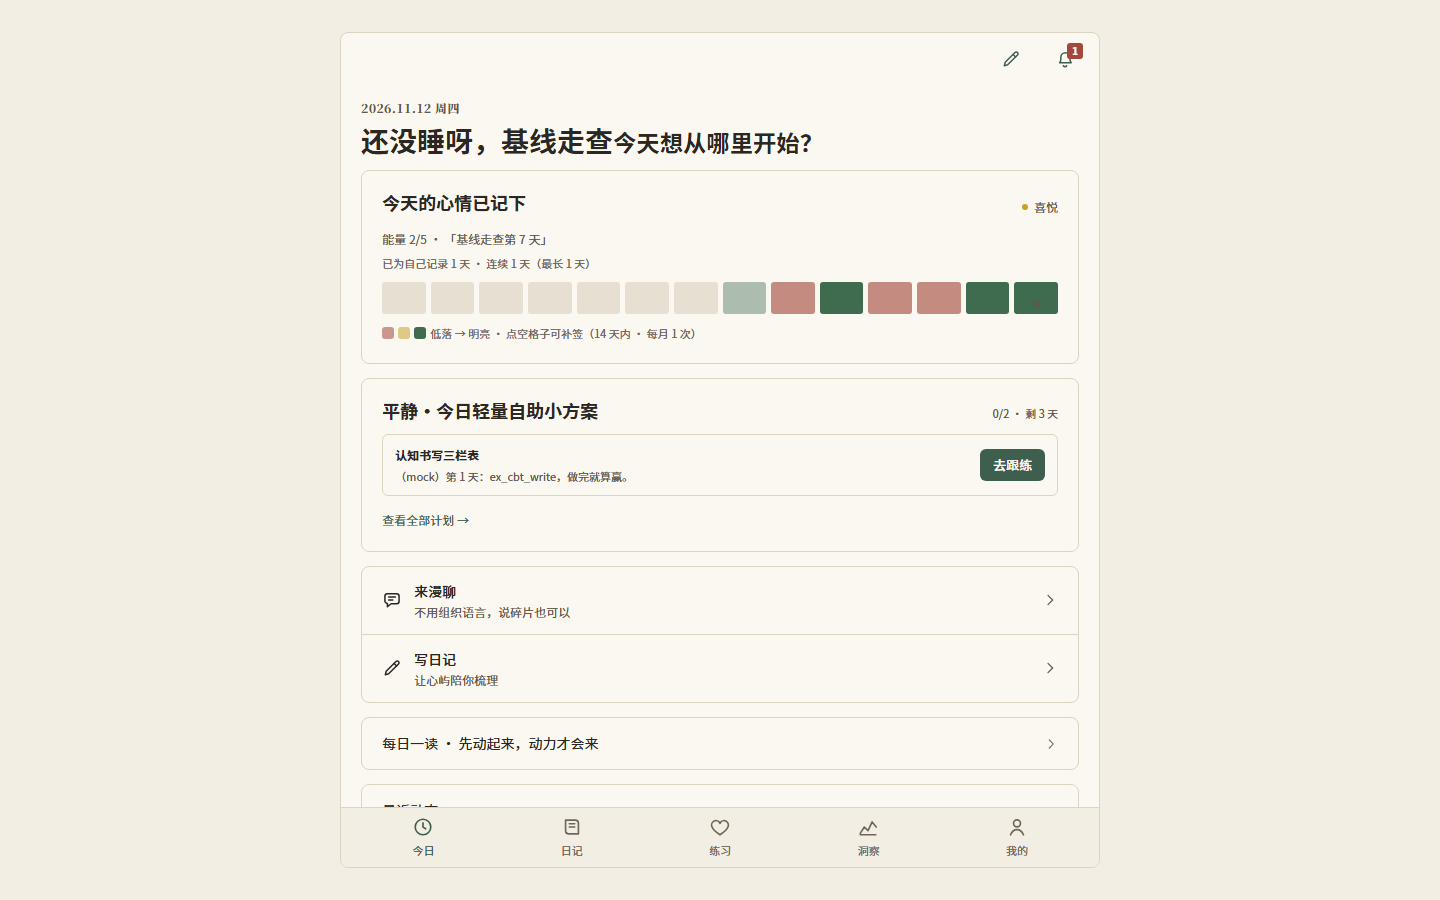 1
2026.11.12 周四
还没睡呀，基线走查今天想从哪里开始？
今天的心情已记下
喜悦
能量 2/5 · 「基线走查第 7 天」
已为自己记录 1 天 · 连续 1 天（最长 1 天）
低落 → 明亮 · 点空格子可补签（14 天内 · 每月 1 次）
平静 · 今日轻量自助小方案
0/2 · 剩 3 天
认知书写三栏表
（mock）第 1 天：ex_cbt_write，做完就算赢。
去跟练
查看全部计划 →
来漫聊
不用组织语言，说碎片也可以
写日记
让心屿陪你梳理
每日一读 · 先动起来，动力才会来
今日
日记
练习
洞察
我的